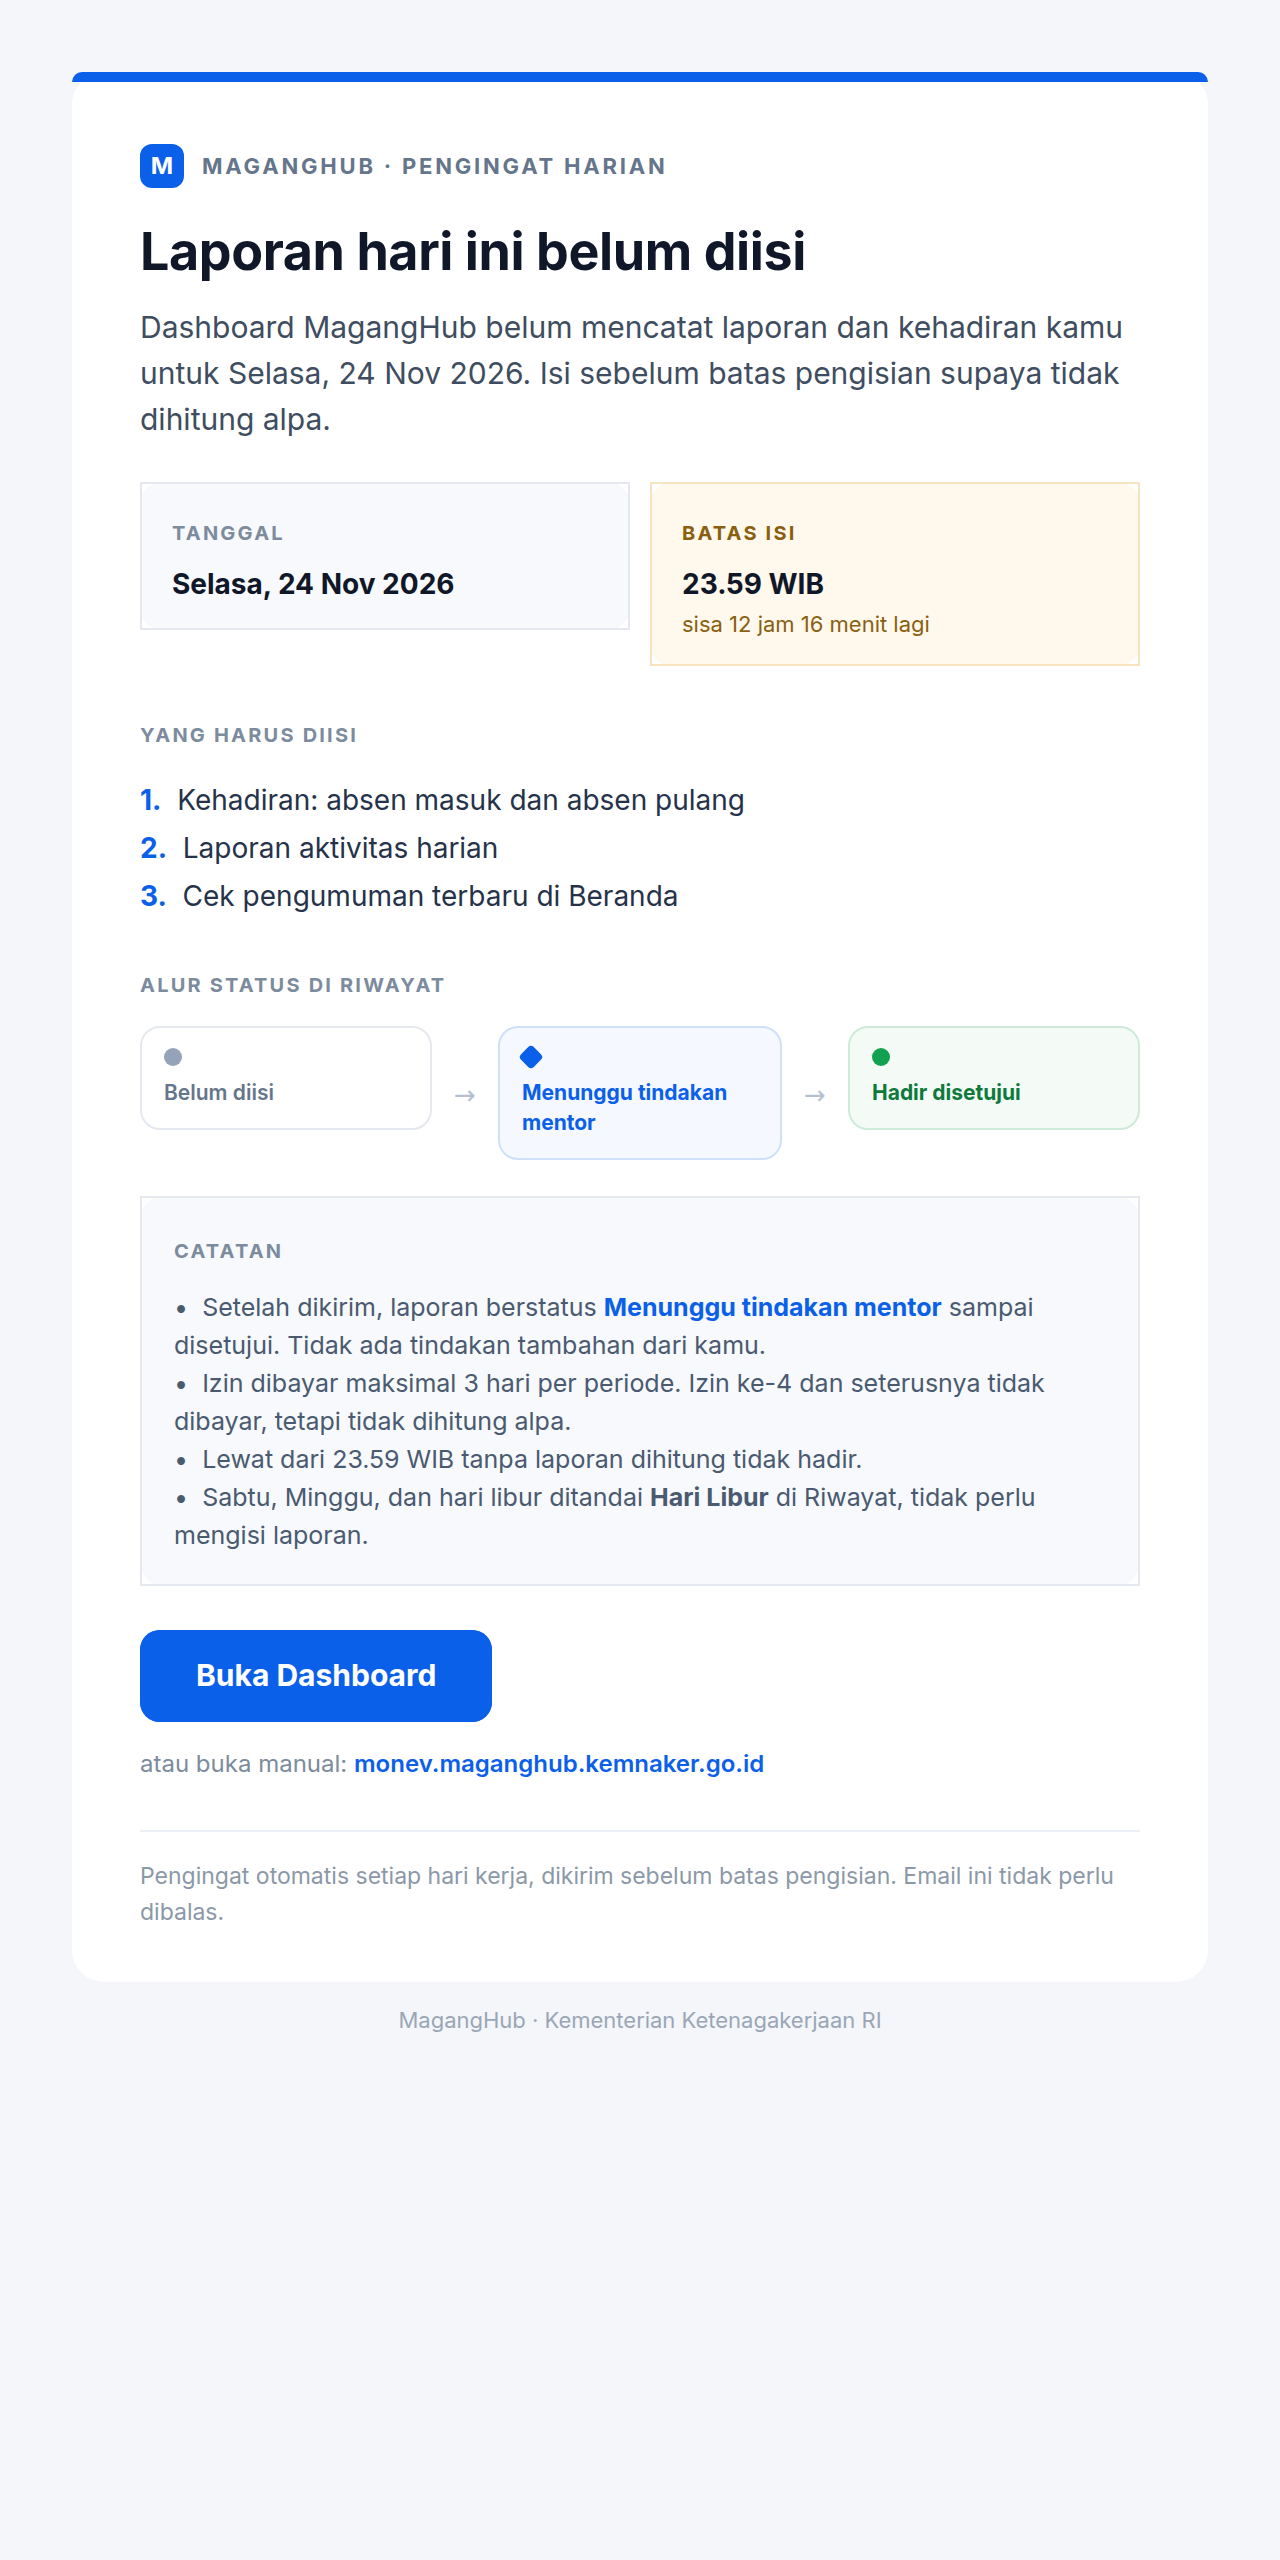 M MAGANGHUB · PENGINGAT HARIAN
Laporan hari ini belum diisi
Dashboard MagangHub belum mencatat laporan dan kehadiran kamu
untuk Selasa, 24 Nov 2026. Isi sebelum batas pengisian supaya tidak
dihitung alpa.
TANGGAL
Selasa, 24 Nov 2026
BATAS ISI
23.59 WIB
sisa 12 jam 16 menit lagi
YANG HARUS DIISI
1. Kehadiran: absen masuk dan absen pulang
2. Laporan aktivitas harian
3. Cek pengumuman terbaru di Beranda
ALUR STATUS DI RIWAYAT
Belum diisi
→
Menunggu tindakan
mentor
→
Hadir disetujui
CATATAN
• Setelah dikirim, laporan berstatus Menunggu tindakan mentor sampai
disetujui. Tidak ada tindakan tambahan dari kamu.
• Izin dibayar maksimal 3 hari per periode. Izin ke-4 dan seterusnya tidak
dibayar, tetapi tidak dihitung alpa.
• Lewat dari 23.59 WIB tanpa laporan dihitung tidak hadir.
• Sabtu, Minggu, dan hari libur ditandai Hari Libur di Riwayat, tidak perlu
mengisi laporan.
Buka Dashboard
atau buka manual: monev.maganghub.kemnaker.go.id
Pengingat otomatis setiap hari kerja, dikirim sebelum batas pengisian. Email ini tidak perlu
dibalas.
MagangHub · Kementerian Ketenagakerjaan RI